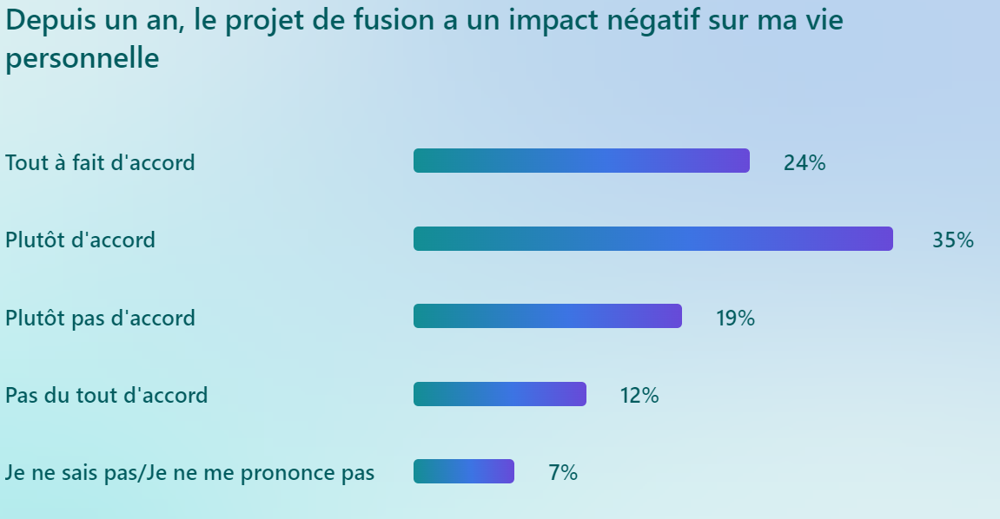 Depuis un an, le projet de fusion a un impact négatif sur ma vie
personnelle
Tout à fait d'accord 24%
Plutôt d'accord 35%
Plutôt pas d'accord 19%
Pas du tout d'accord 12%
Je ne sais pas/Je ne me prononce pas 7%